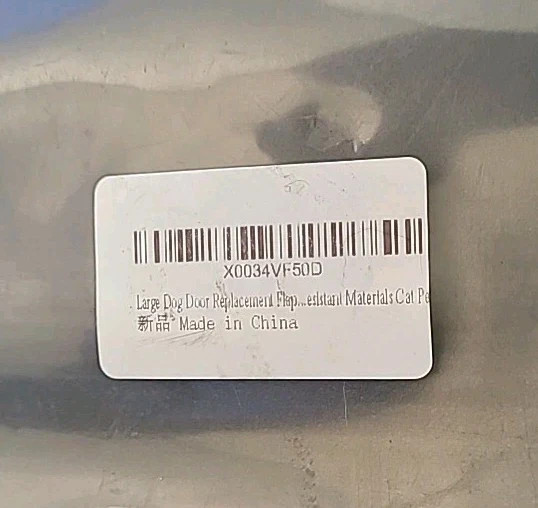 X0034VF50D
Large Dog Door Replacement Flap...esistant Materials Cat Pe
新品 Made in China